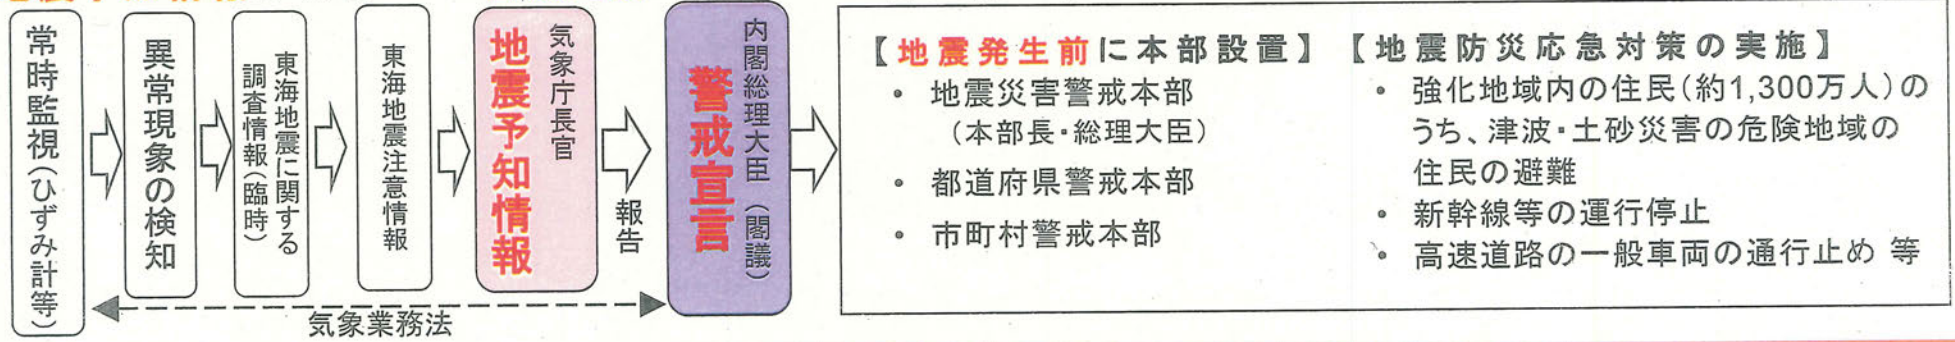 常時監視（ひずみ計等）
異常現象の検知
東海地震に関する
調査情報（臨時）
東海地震注意情報
気象庁長官
地震予知情報
報告
内閣総理大臣（閣議）
警戒宣言
気象業務法
【地震発生前に本部設置】
・ 地震災害警戒本部
（本部長・総理大臣）
・ 都道府県警戒本部
・ 市町村警戒本部
【地震防災応急対策の実施】
・ 強化地域内の住民（約1,300万人）の
うち、津波・土砂災害の危険地域の
住民の避難
・ 新幹線等の運行停止
・ 高速道路の一般車両の通行止め 等